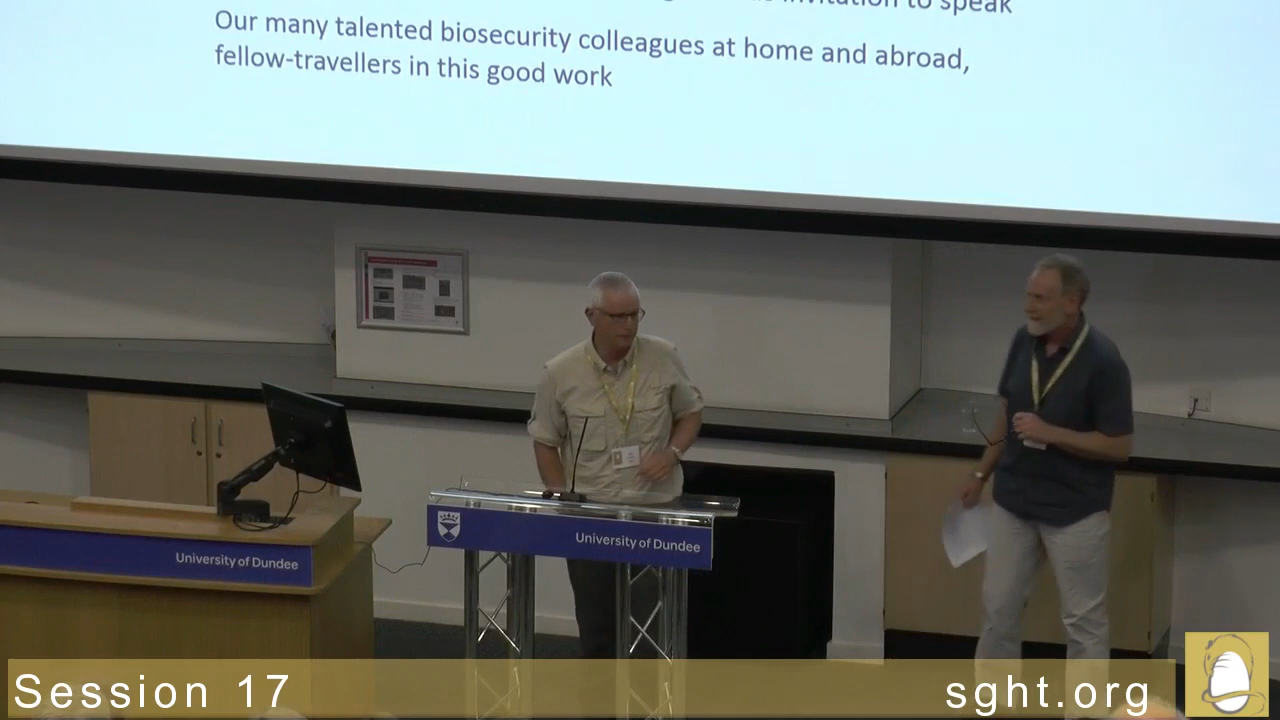 invitation to speak
Our many talented biosecurity colleagues at home and abroad,
fellow-travellers in this good work
University of Dundee
University of Dundee
Session 17
sght.org